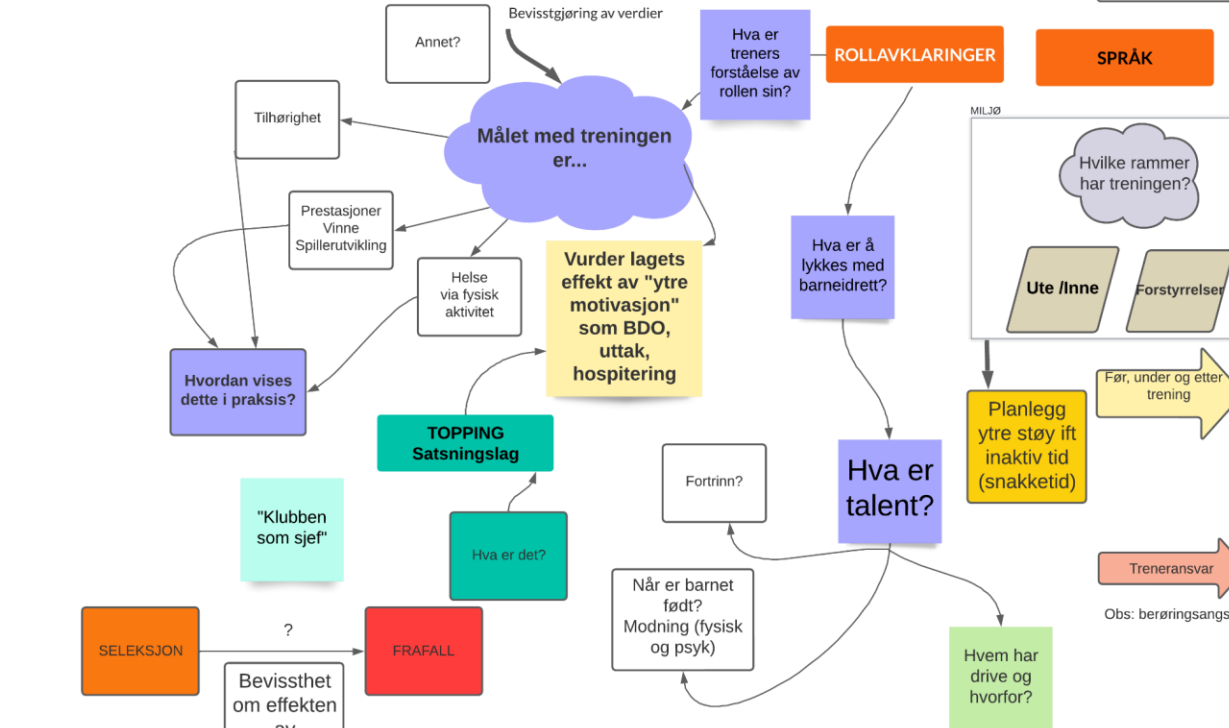 Bevisstgjøring av verdier
Annet?
Hva er
treners
forståelse av
rollen sin?
ROLLAVKLARINGER
SPRÅK
MILJØ
Tilhørighet
Målet med treningen
er...
Hvilke rammer
har treningen?
Prestasjoner
Vinne
Spillerutvikling
Helse
via fysisk
aktivitet
Vurder lagets
effekt av "ytre
motivasjon"
som BDO,
uttak,
hospitering
Hva er å
lykkes med
barneidrett?
Ute /Inne
Forstyrrelser
Hvordan vises
dette i praksis?
Før, under og etter
trening
Planlegg
ytre støy ift
inaktiv tid
(snakketid)
TOPPING
Satsningslag
Hva er
talent?
Fortrinn?
"Klubben
som sjef"
Hva er det?
Når er barnet
født?
Modning (fysisk
og psyk)
Treneransvar
Obs: berøringsangs
SELEKSJON
?
FRAFALL
Hvem har
drive og
hvorfor?
Bevissthet
om effekten